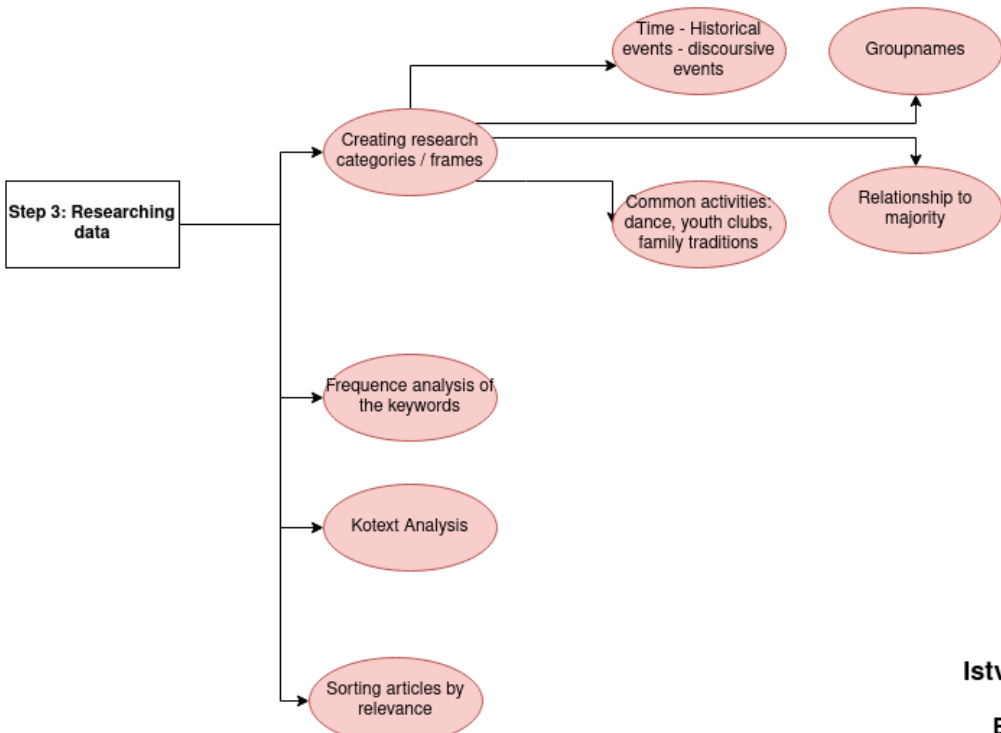 Time - Historical
events - discoursive
events
Groupnames
Creating research
categories / frames
Step 3: Researching
data
Common activities:
dance, youth clubs,
family traditions
Relationship to
majority
Frequence analysis of
the keywords
Kotext Analysis
Sorting articles by
relevance